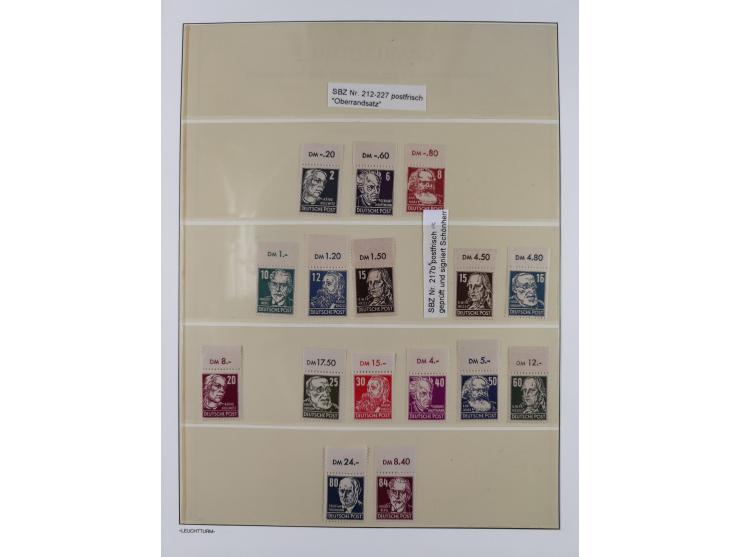 SBZ Nr. 212-227 postfrisch
"Oberrandsatz"
DM -.20
DM -.60
DM -.80
2
6
8
DEUTSCHE POST
DEUTSCHE POST
DEUTSCHE POST
DM 1.-
DM 1.20
DM 1.50
SBZ Nr. 217b postfrisch
geprüft und signiert Schönherr
DM 4.50
DM 4.80
10
12
15
15
16
DEUTSCHE POST
DEUTSCHE POST
DEUTSCHE POST
DEUTSCHE POST
DEUTSCHE POST
DM 8.-
DM 17.50
DM 15.-
DM 4.-
DM 5.-
DM 12.-
20
25
30
40
50
60
DEUTSCHE POST
DEUTSCHE POST
DEUTSCHE POST
DEUTSCHE POST
DEUTSCHE POST
DEUTSCHE POST
DM 24.-
DM 8.40
80
84
DEUTSCHE POST
DEUTSCHE POST
-LEUCHTTURM-